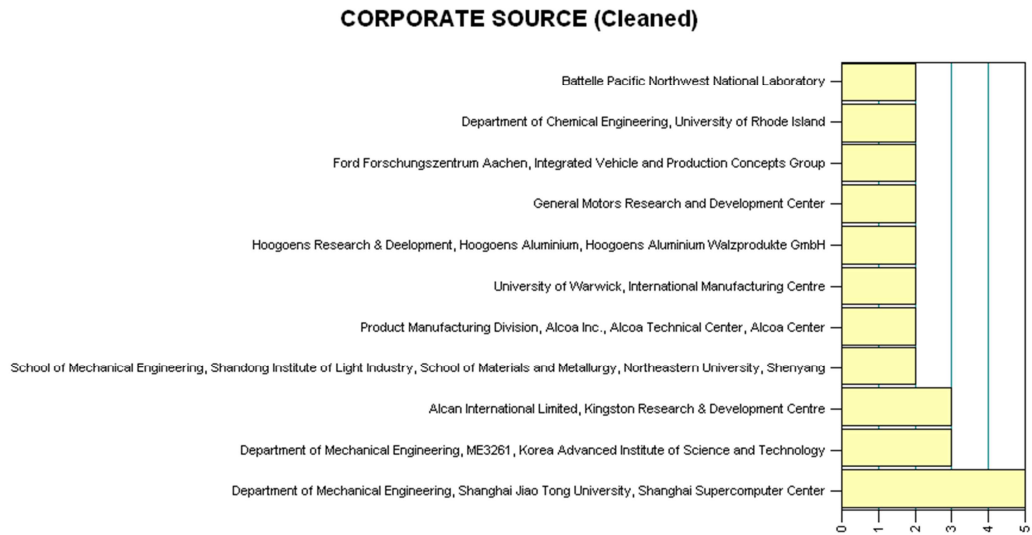 CORPORATE SOURCE (Cleaned)
Battelle Pacific Northwest National Laboratory
Department of Chemical Engineering, University of Rhode Island
Ford Forschungszentrum Aachen, Integrated Vehicle and Production Concepts Group
General Motors Research and Development Center
Hoogoens Research & Deelopment, Hoogoens Aluminium, Hoogoens Aluminium Walzprodukte GmbH
University of Warwick, International Manufacturing Centre
Product Manufacturing Division, Alcoa Inc., Alcoa Technical Center, Alcoa Center
School of Mechanical Engineering, Shandong Institute of Light Industry, School of Materials and Metallurgy, Northeastern University, Shenyang
Alcan International Limited, Kingston Research & Development Centre
Department of Mechanical Engineering, ME3261, Korea Advanced Institute of Science and Technology
Department of Mechanical Engineering, Shanghai Jiao Tong University, Shanghai Supercomputer Center
0 1 2 3 4 5